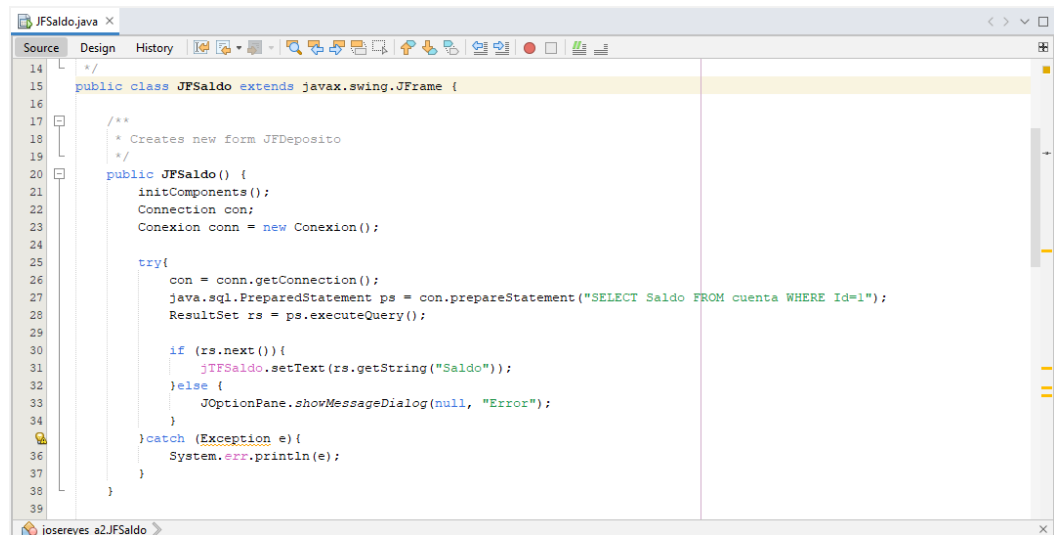 JFSaldo.java
Source Design History
14 */
15 public class JFSaldo extends javax.swing.JFrame {
16
17 /**
18 * Creates new form JFDeposito
19 */
20 public JFSaldo() {
21 initComponents();
22 Connection con;
23 Conexion conn = new Conexion();
24
25 try{
26 con = conn.getConnection();
27 java.sql.PreparedStatement ps = con.prepareStatement("SELECT Saldo FROM cuenta WHERE Id=1");
28 ResultSet rs = ps.executeQuery();
29
30 if (rs.next()){
31 jTFSaldo.setText(rs.getString("Saldo"));
32 }else {
33 JOptionPane.showMessageDialog(null, "Error");
34 }
}catch (Exception e){
36 System.err.println(e);
37 }
38 }
39
josereyes_a2.JFSaldo